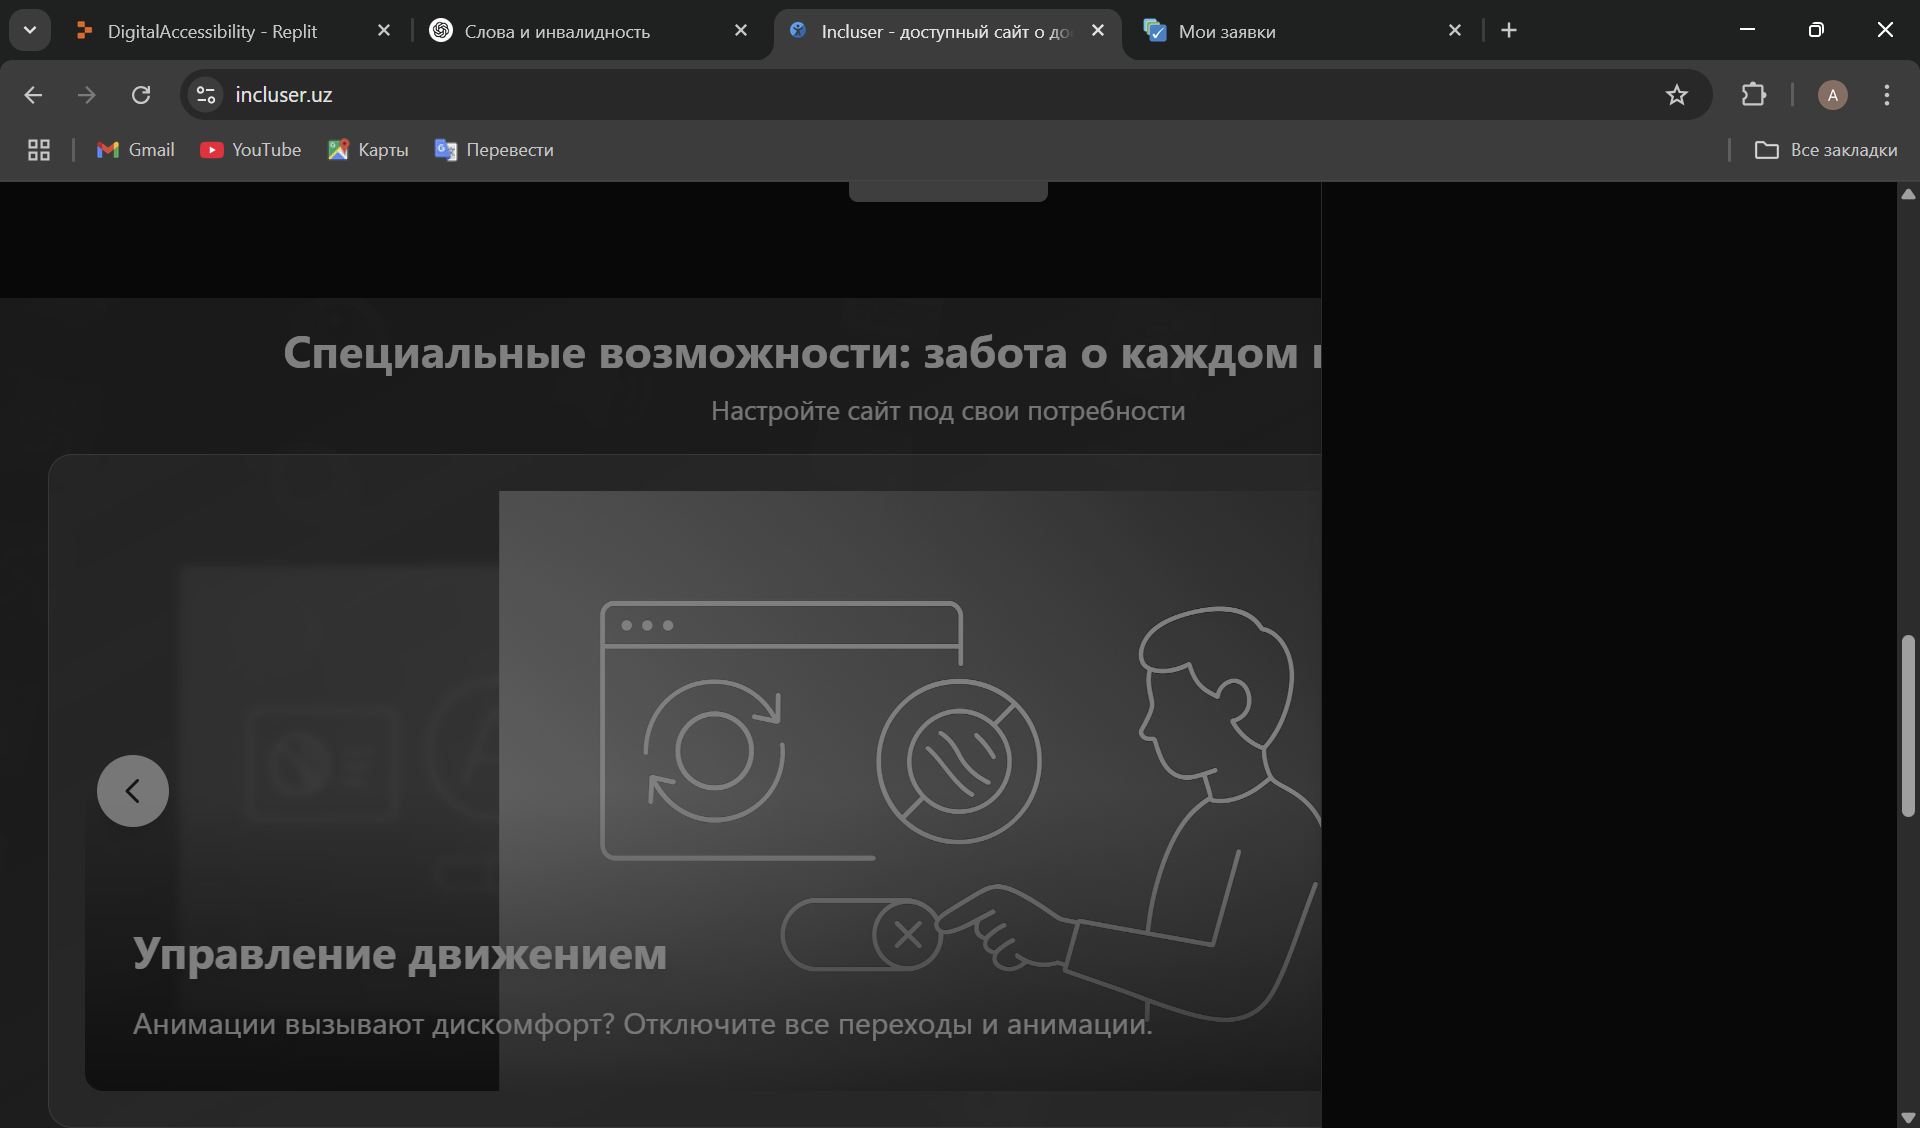 DigitalAccessibility - Replit
Слова и инвалидность
Incluser - доступный сайт о до
Мои заявки
incluser.uz
A
Gmail
YouTube
Карты
Перевести
Все закладки
Специальные возможности: забота о каждом
Настройте сайт под свои потребности
Управление движением
Анимации вызывают дискомфорт? Отключите все переходы и анимации.